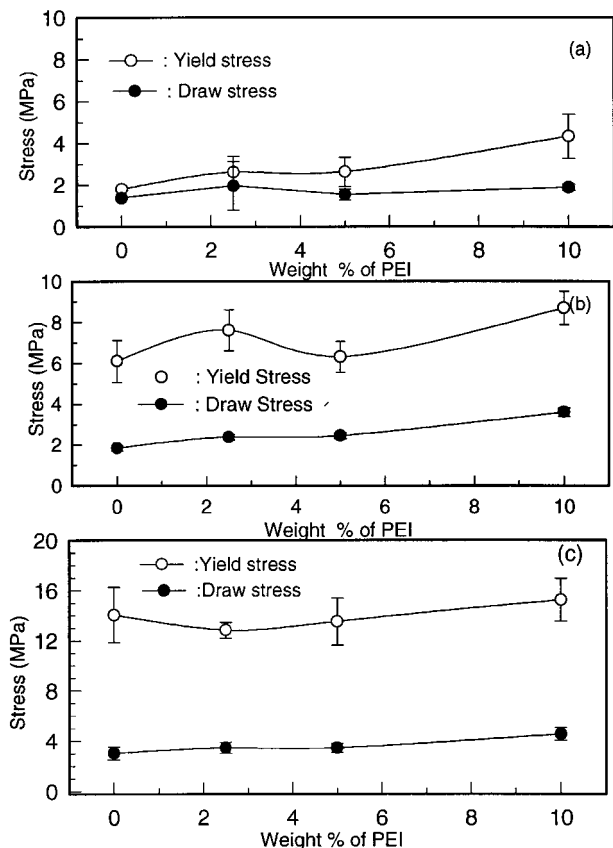 10
(a)
: Yield stress
8
: Draw stress
6
4
2
0
Stress (MPa)
0 2 4 6 8 10
Weight % of PEI
10
(b)
8
6
: Yield Stress
: Draw Stress
4
2
0
Stress (MPa)
0 2 4 6 8 10
Weight % of PEI
20
(c)
:Yield stress
:Draw stress
16
12
8
4
0
Stress (MPa)
0 2 4 6 8 10
Weight % of PEI